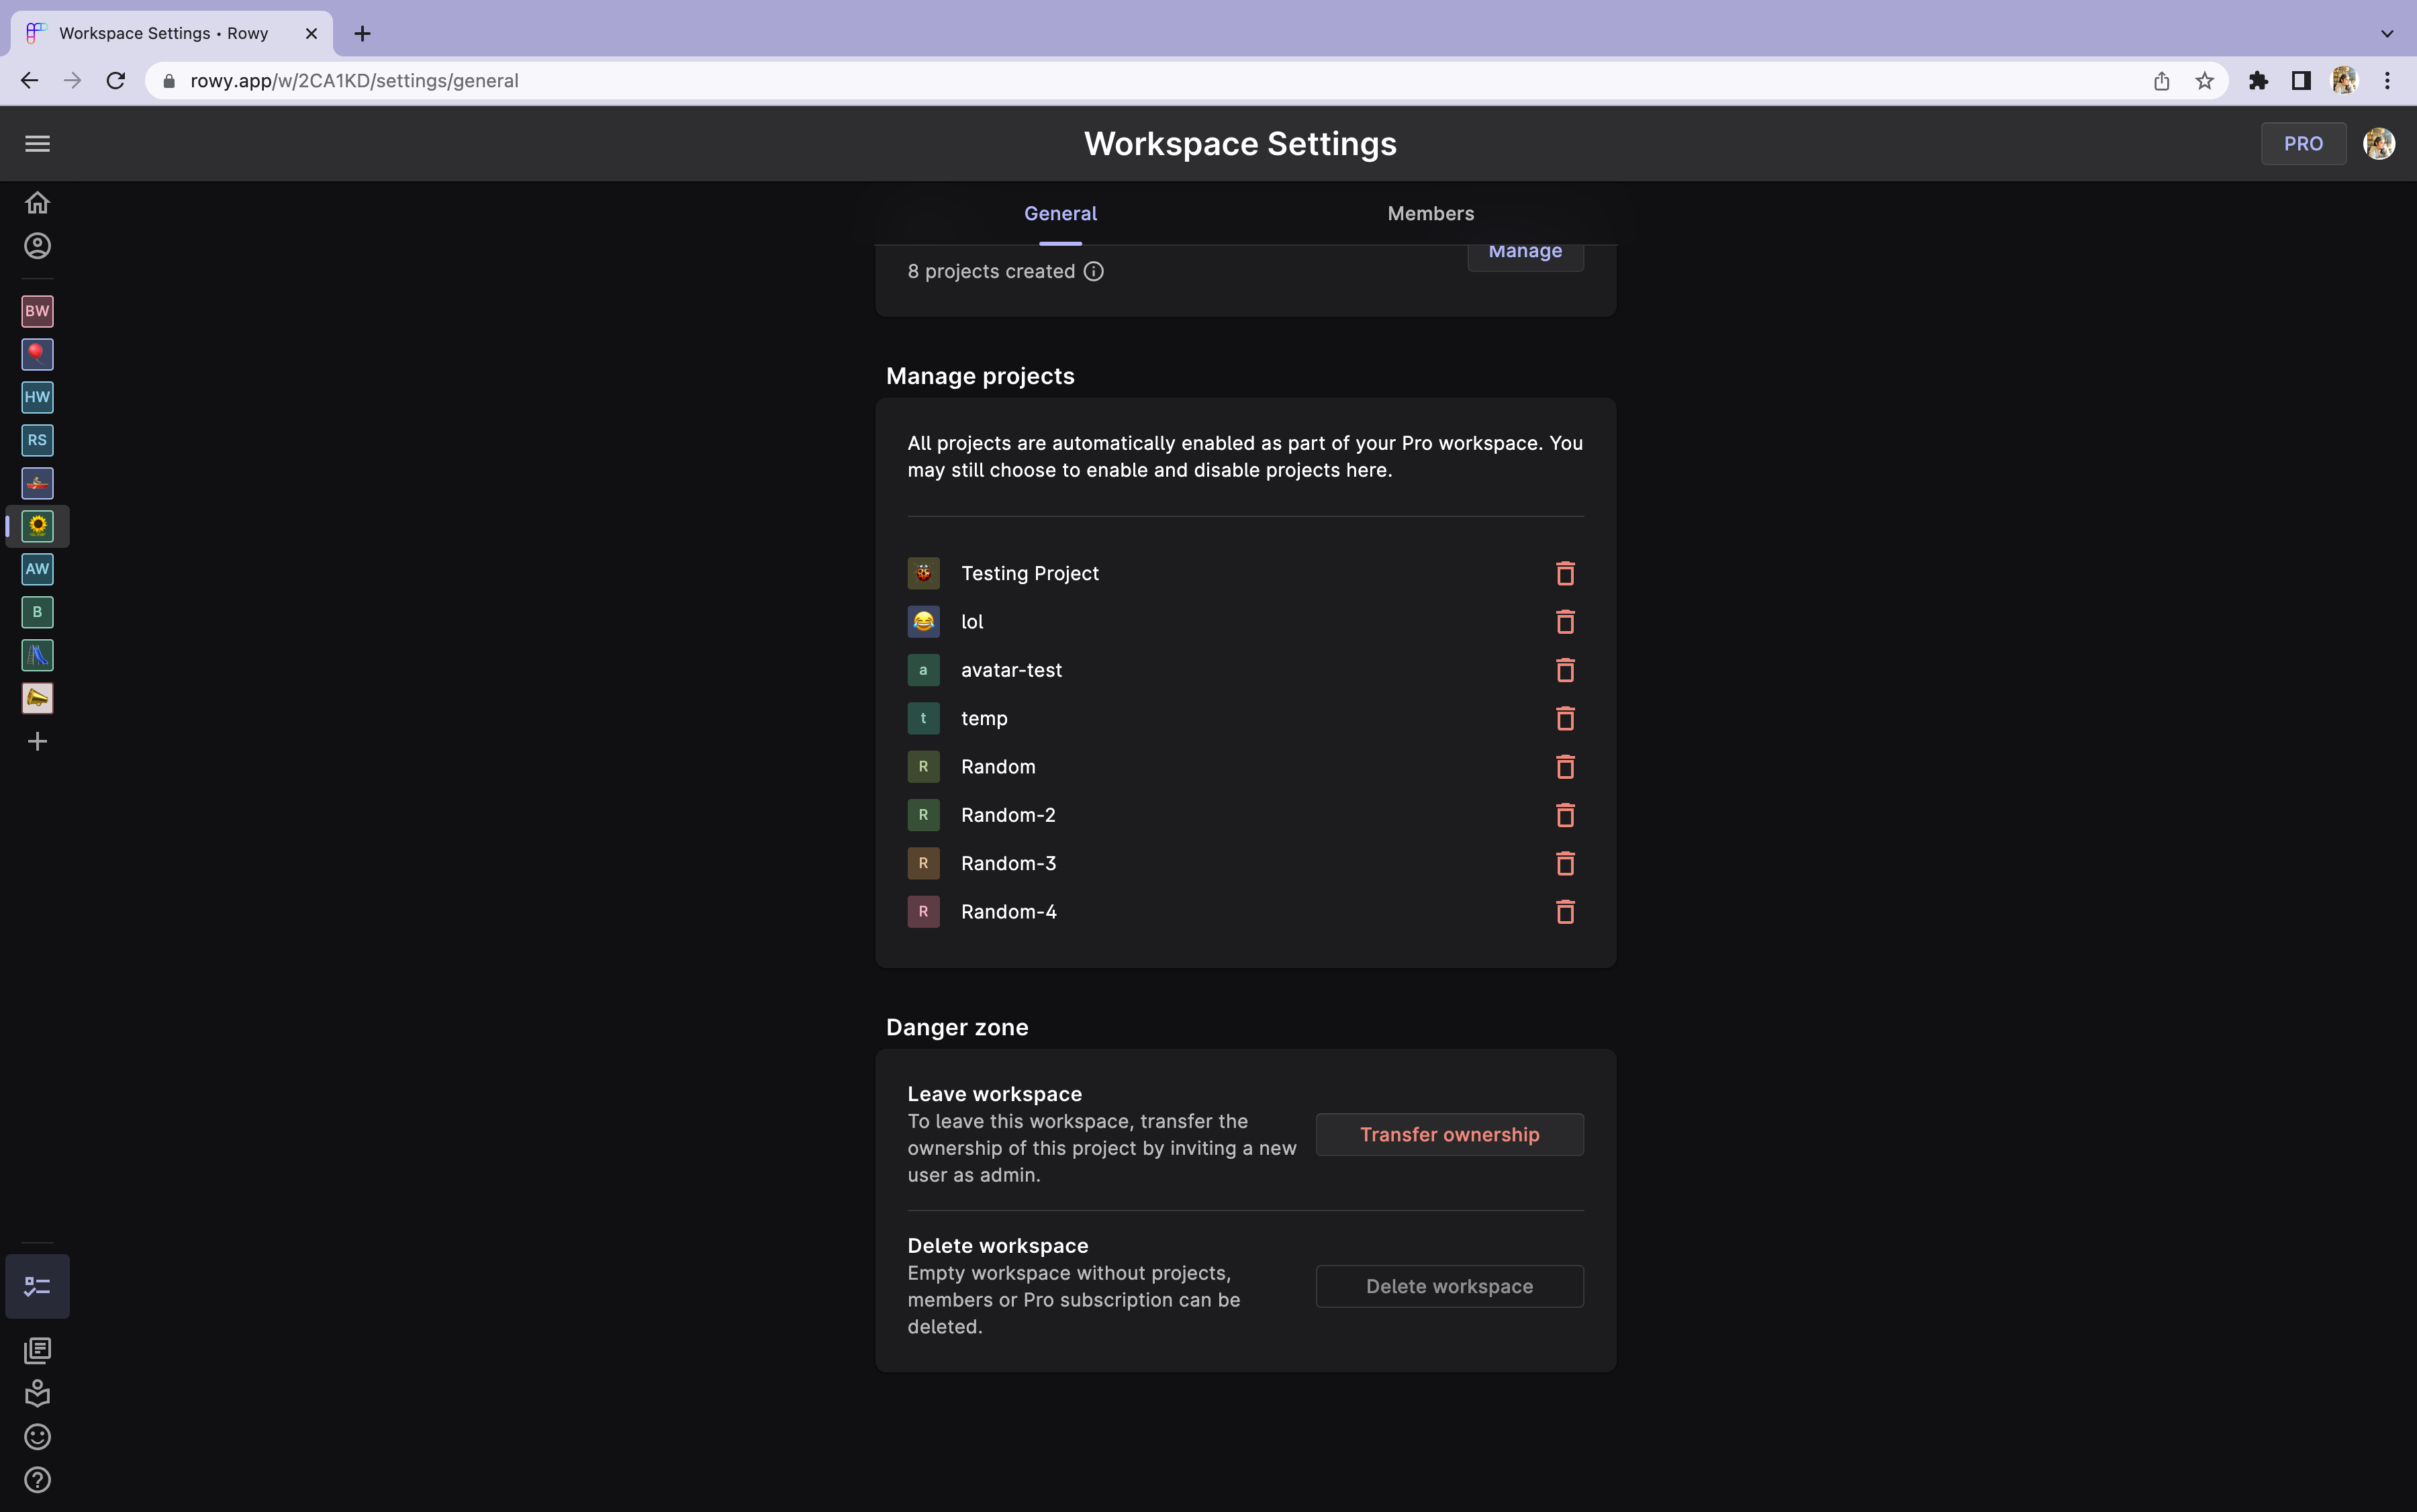 Workspace Settings • Rowy
rowy.app/w/2CA1KD/settings/general
Workspace Settings
PRO
General
Members
8 projects created
Manage
BW
HW
RS
AW
B
Manage projects
All projects are automatically enabled as part of your Pro workspace. You
may still choose to enable and disable projects here.
Testing Project
lol
a avatar-test
t temp
R Random
R Random-2
R Random-3
R Random-4
Danger zone
Leave workspace
To leave this workspace, transfer the
ownership of this project by inviting a new
user as admin.
Transfer ownership
Delete workspace
Empty workspace without projects,
members or Pro subscription can be
deleted.
Delete workspace